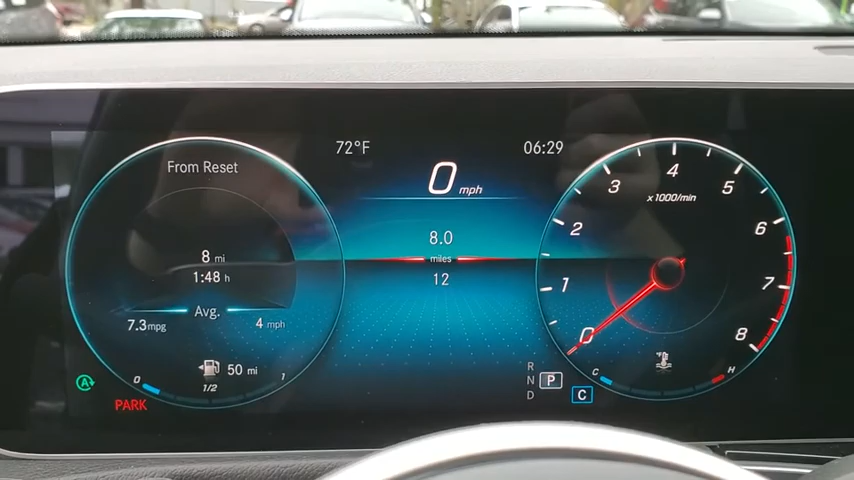 72°F
06:29
From Reset
8 mi
1:48 h
Avg.
7.3mpg
4 mph
50 mi
0
1/2
1
A
PARK
0 mph
8.0
miles
12
R
N
D
P
C
0
1
2
3
4
5
6
7
8
x1000/min
C
H
°F